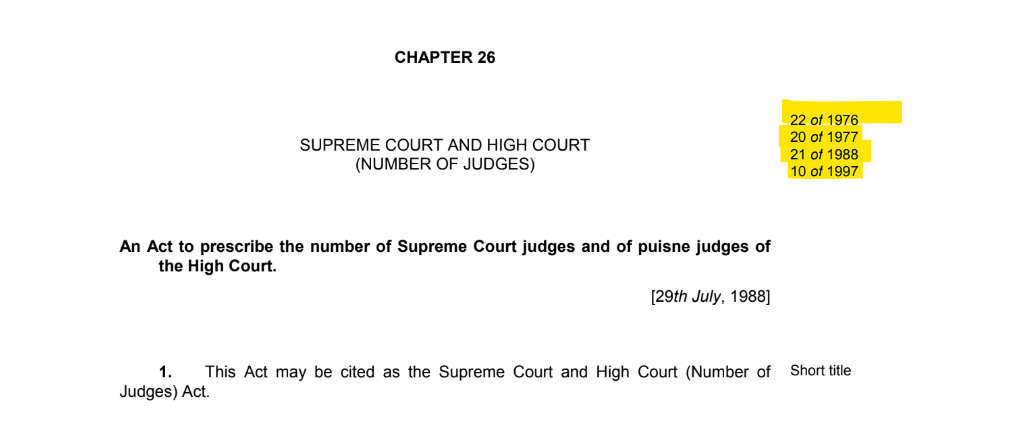 CHAPTER 26
22 of 1976
20 of 1977
SUPREME COURT AND HIGH COURT
21 of 1988
(NUMBER OF JUDGES)
10 of 1997
An Act to prescribe the number of Supreme Court judges and of puisne judges of
the High Court.
[29th July, 1988]
1. This Act may be cited as the Supreme Court and High Court (Number of
Short title
Judges) Act.